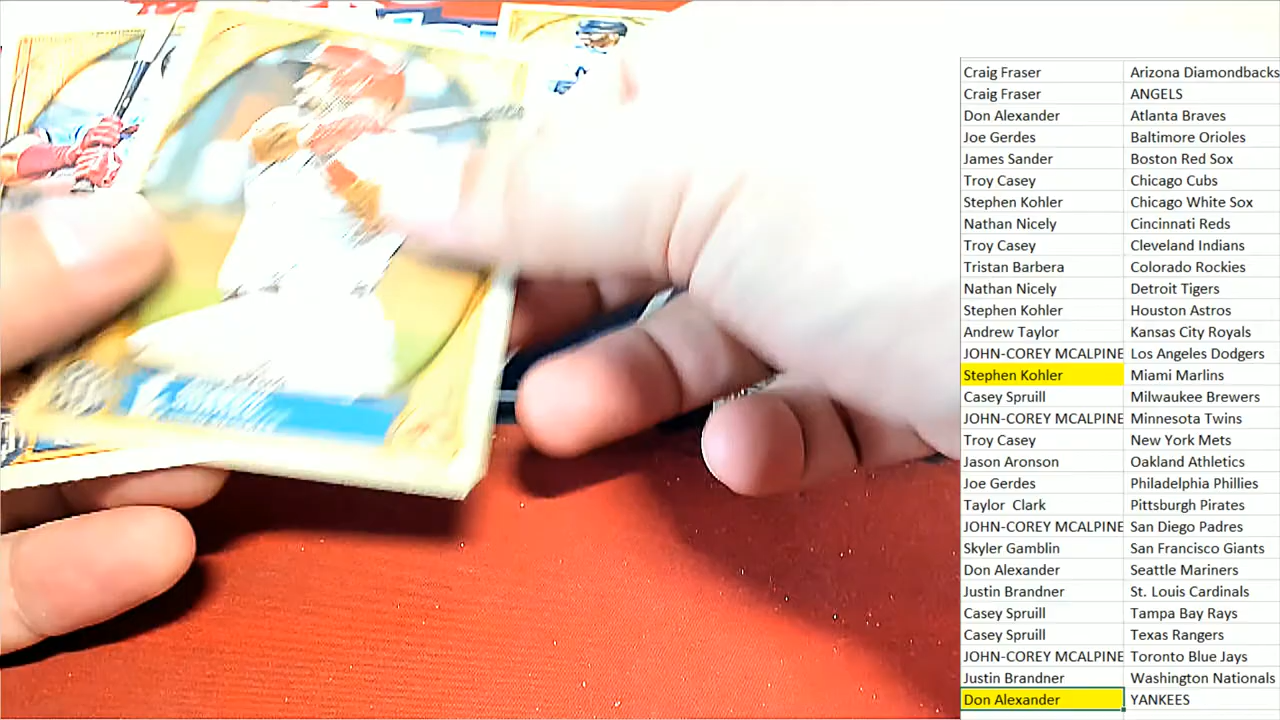 Craig Fraser Arizona Diamondbacks
Craig Fraser ANGELS
Don Alexander Atlanta Braves
Joe Gerdes Baltimore Orioles
James Sander Boston Red Sox
Troy Casey Chicago Cubs
Stephen Kohler Chicago White Sox
Nathan Nicely Cincinnati Reds
Troy Casey Cleveland Indians
Tristan Barbera Colorado Rockies
Nathan Nicely Detroit Tigers
Stephen Kohler Houston Astros
Andrew Taylor Kansas City Royals
JOHN-COREY MCALPINE Los Angeles Dodgers
Stephen Kohler Miami Marlins
Casey Spruill Milwaukee Brewers
JOHN-COREY MCALPINE Minnesota Twins
Troy Casey New York Mets
Jason Aronson Oakland Athletics
Joe Gerdes Philadelphia Phillies
Taylor Clark Pittsburgh Pirates
JOHN-COREY MCALPINE San Diego Padres
Skyler Gamblin San Francisco Giants
Don Alexander Seattle Mariners
Justin Brandner St. Louis Cardinals
Casey Spruill Tampa Bay Rays
Casey Spruill Texas Rangers
JOHN-COREY MCALPINE Toronto Blue Jays
Justin Brandner Washington Nationals
Don Alexander YANKEES